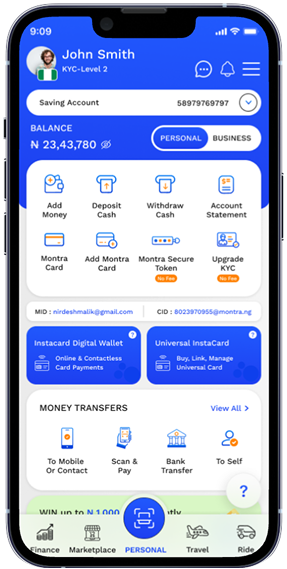 9:09
John Smith
KYC-Level 2
Saving Account
58979769797
BALANCE
₦ 23,43,780
PERSONAL
BUSINESS
Add Money
Deposit Cash
Withdraw Cash
Account Statement
Montra Card
Add Montra Card
Montra Secure Token
No Fee
Upgrade KYC
No Fee
MID : nirdeshmalik@gmail.com
CID : 8023970955@montra.ng
Instacard Digital Wallet
?
Online & Contactless
Card Payments
Universal InstaCard
?
Buy, Link, Manage
Universal Card
MONEY TRANSFERS
View All >
To Mobile Or Contact
Scan & Pay
Bank Transfer
To Self
?
WIN up to ₦ 1,000
Finance
Marketplace
PERSONAL
Travel
Ride